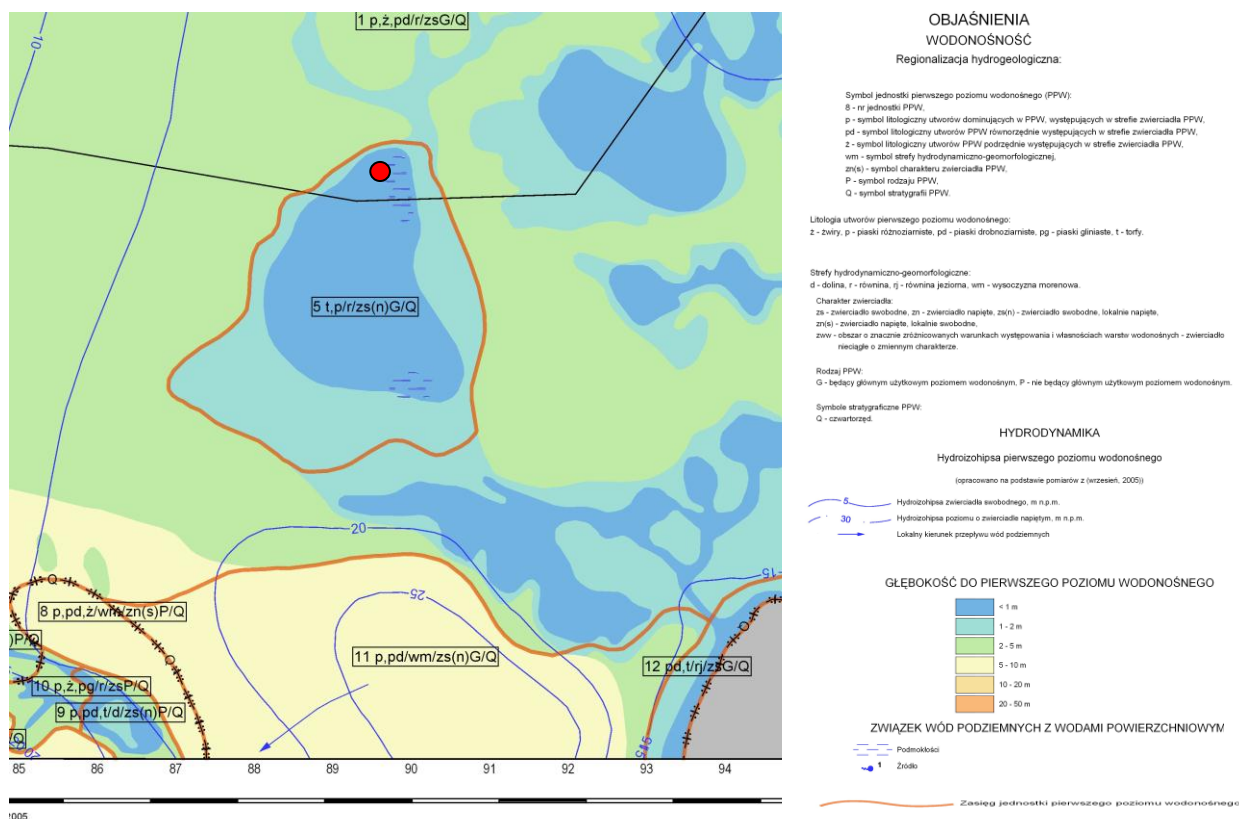 1 p,ż,pd/r/zsG/Q
10
5 t,p/r/zs(n)G/Q
20
25
15
8 p,pd,ż/wm/zn(s)P/Q
)P/Q
11 p,pd/wm/zs(n)G/Q
12 pd,t/rj/zsG/Q
10 p,ż,pg/r/zsP/Q
9 p,pd,t/d/zs(n)P/Q
/Q
20
15
Q
Q
Q
85 86 87 88 89 90 91 92 93 94
2005
OBJAŚNIENIA
WODONOŚNOŚĆ
Regionalizacja hydrogeologiczna:
Symbol jednostki pierwszego poziomu wodonośnego (PPW):
8 - nr jednostki PPW,
p - symbol litologiczny utworów dominujących w PPW, występujących w strefie zwierciadła PPW,
pd - symbol litologiczny utworów PPW równorzędnie występujących w strefie zwierciadła PPW,
ż - symbol litologiczny utworów PPW podrzędnie występujących w strefie zwierciadła PPW,
wm - symbol strefy hydrodynamiczno-geomorfologicznej,
zn(s) - symbol charakteru zwierciadła PPW,
P - symbol rodzaju PPW,
Q - symbol stratygrafii PPW.
Litologia utworów pierwszego poziomu wodonośnego:
ż - żwiry, p - piaski różnoziarniste, pd - piaski drobnoziarniste, pg - piaski gliniaste, t - torfy.
Strefy hydrodynamiczno-geomorfologiczne:
d - dolina, r - równina, rj - równina jeziorna, wm - wysoczyzna morenowa.
Charakter zwierciadła:
zs - zwierciadło swobodne, zn - zwierciadło napięte, zs(n) - zwierciadło swobodne, lokalnie napięte,
zn(s) - zwierciadło napięte, lokalnie swobodne,
zww - obszar o znacznie zróżnicowanych warunkach występowania i własnościach warstw wodonośnych - zwierciadło
nieciągłe o zmiennym charakterze.
Rodzaj PPW:
G - będący głównym użytkowym poziomem wodonośnym, P - nie będący głównym użytkowym poziomem wodonośnym.
Symbole stratygraficzne PPW:
Q - czwartorzęd.
HYDRODYNAMIKA
Hydroizohipsa pierwszego poziomu wodonośnego
(opracowano na podstawie pomiarów z (wrzesień, 2005))
5 Hydroizohipsa zwierciadła swobodnego, m n.p.m.
30 Hydroizohipsa poziomu o zwierciadle napiętym, m n.p.m.
Lokalny kierunek przepływu wód podziemnych
GŁĘBOKOŚĆ DO PIERWSZEGO POZIOMU WODONOŚNEGO
< 1 m
1 - 2 m
2 - 5 m
5 - 10 m
10 - 20 m
20 - 50 m
ZWIĄZEK WÓD PODZIEMNYCH Z WODAMI POWIERZCHNIOWYM
Podmokłości
1 Źródło
Zasięg jednostki pierwszego poziomu wodonośnego